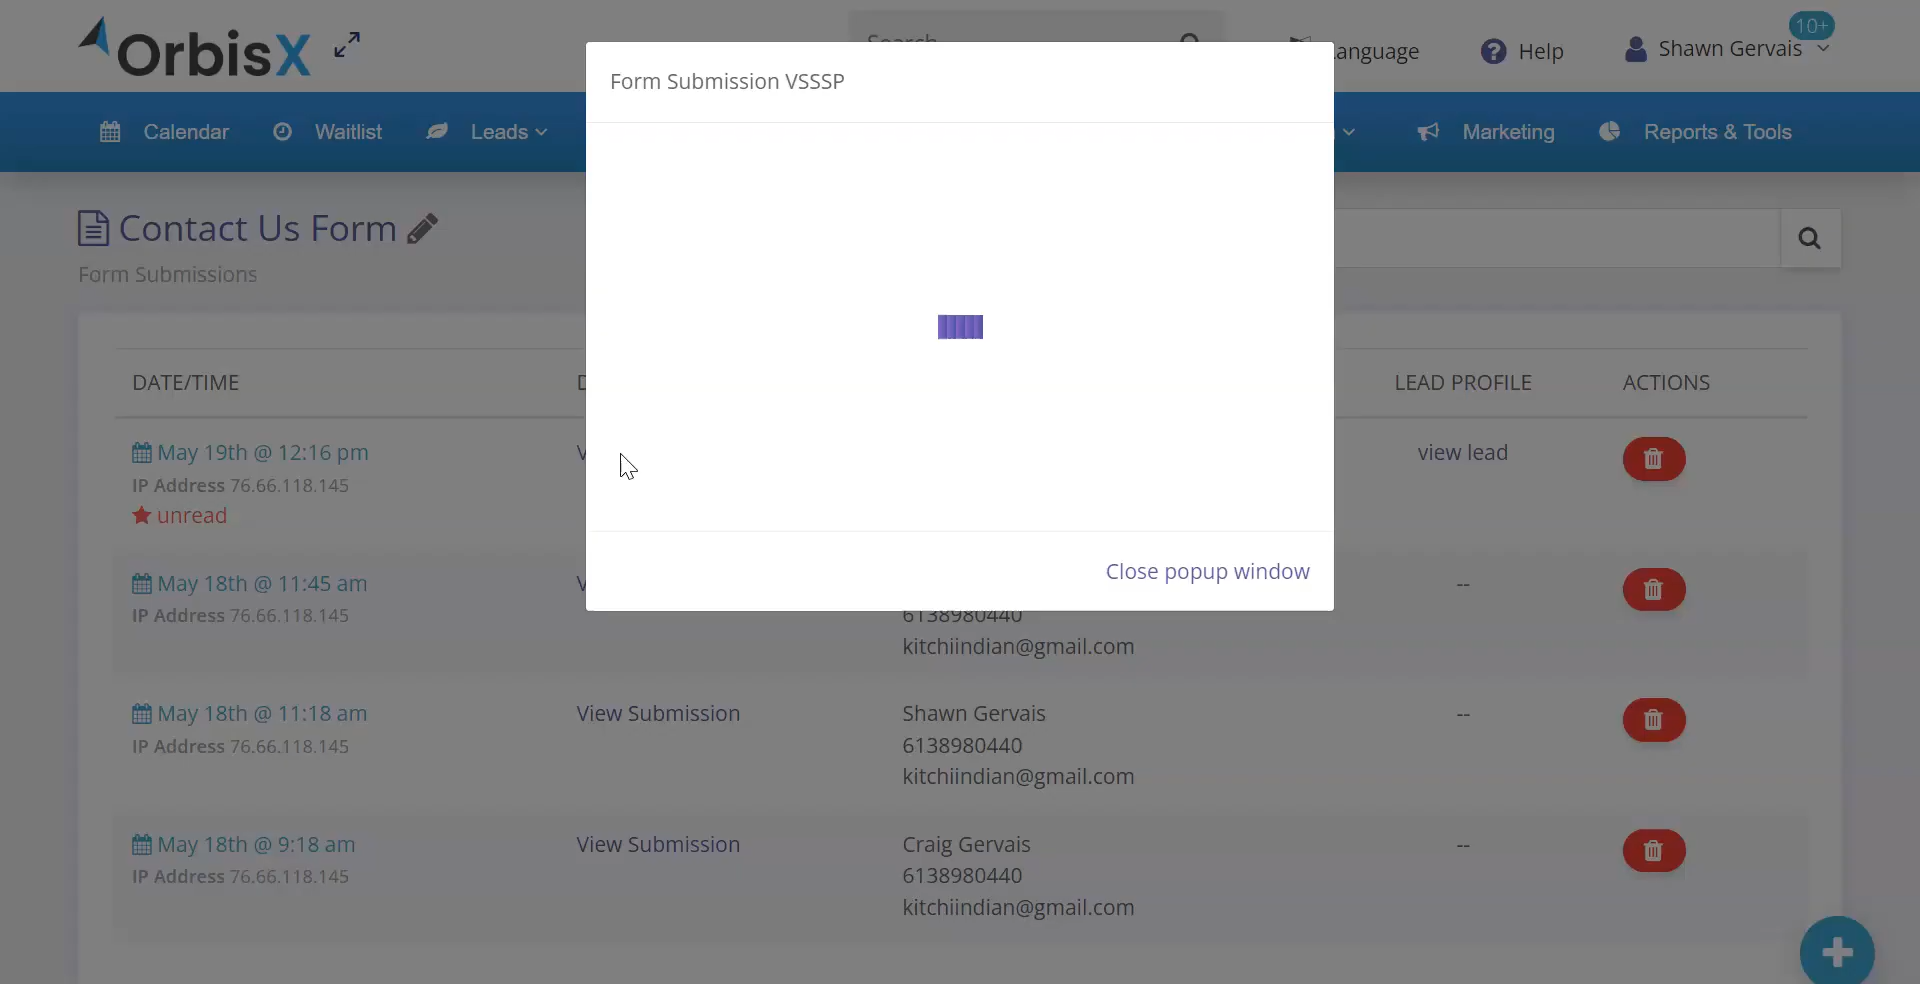 OrbisX
Search
Language
Help
10+
Shawn Gervais
Calendar
Waitlist
Leads
Marketing
Reports & Tools
Form Submission VSSSP
Close popup window
Contact Us Form
Form Submissions
DATE/TIME
LEAD PROFILE
ACTIONS
May 19th @ 12:16 pm
view lead
IP Address 76.66.118.145
unread
May 18th @ 11:45 am
--
IP Address 76.66.118.145
6138980440
kitchiindian@gmail.com
May 18th @ 11:18 am
View Submission
Shawn Gervais
--
IP Address 76.66.118.145
6138980440
kitchiindian@gmail.com
May 18th @ 9:18 am
View Submission
Craig Gervais
--
IP Address 76.66.118.145
6138980440
kitchiindian@gmail.com